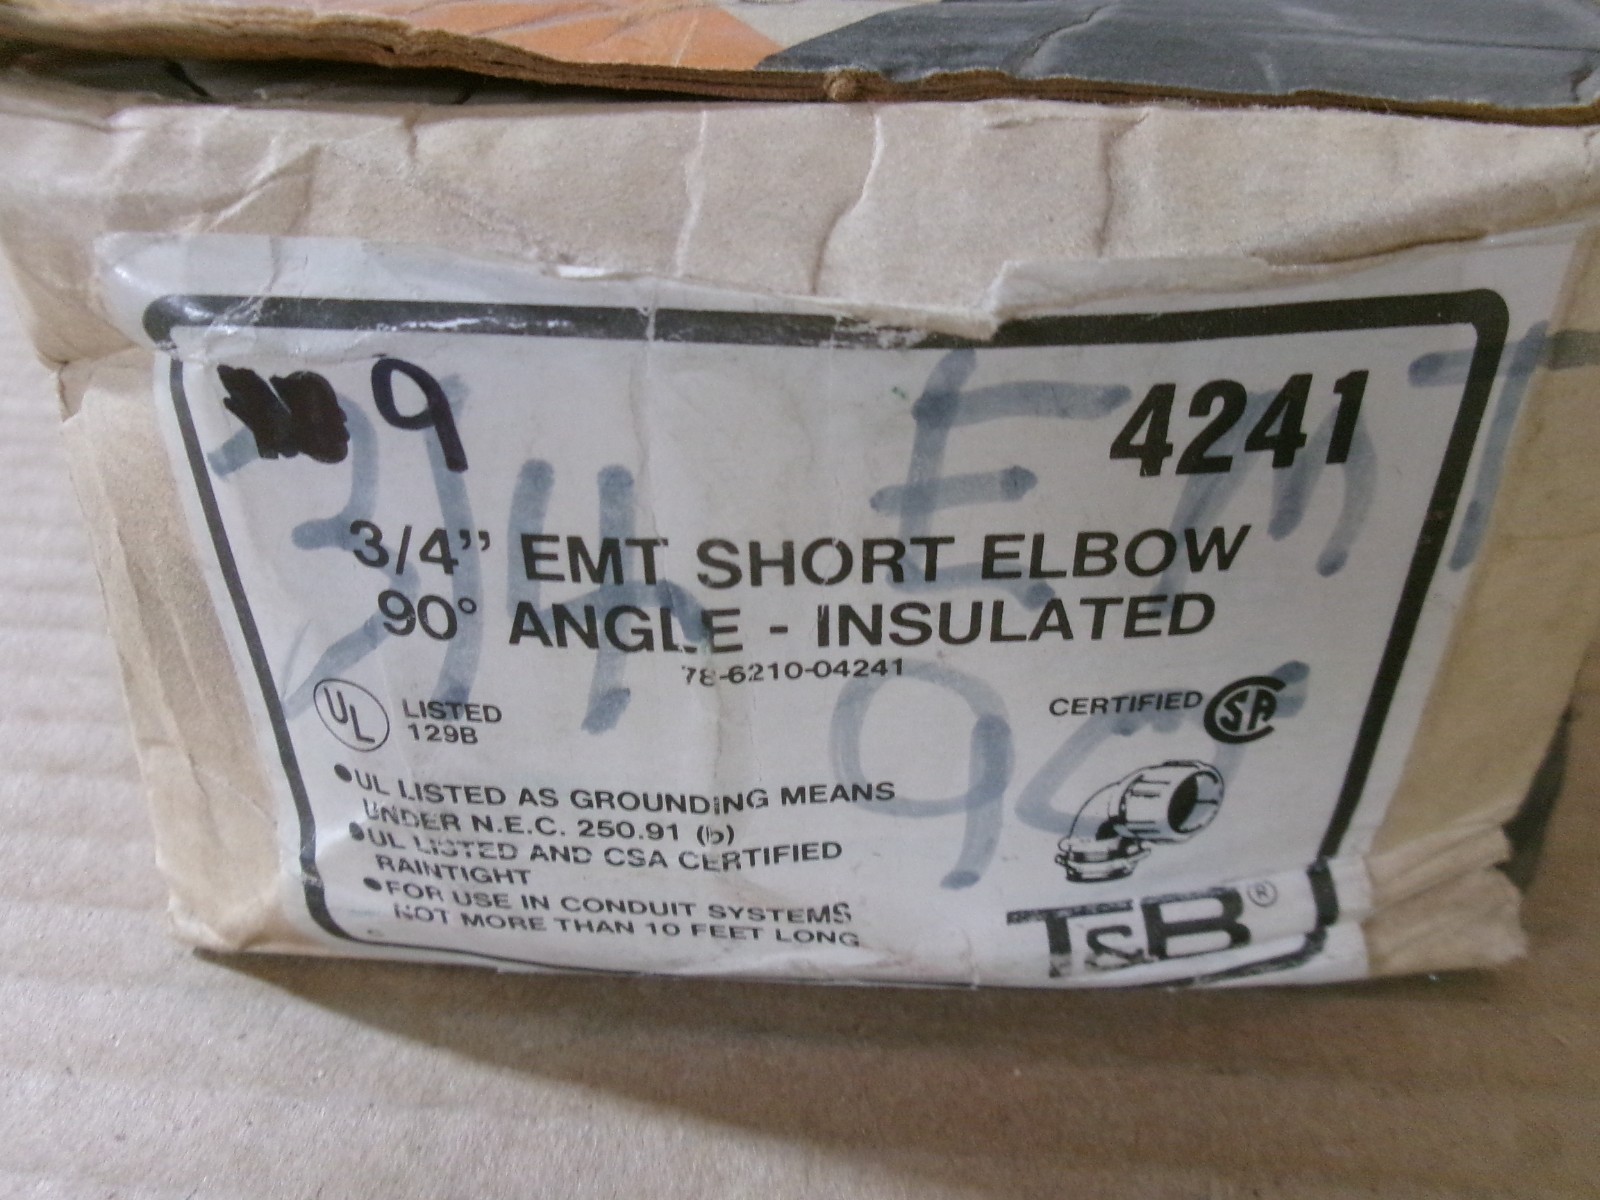 9
4241
3/4 EMT
3/4" EMT SHORT ELBOW
90° ANGLE - INSULATED
78-6210-04241
90
UL LISTED
129B
CERTIFIED SA
●UL LISTED AS GROUNDING MEANS
UNDER N.E.C. 250.91 (b)
●UL LISTED AND CSA CERTIFIED
RAINTIGHT
●FOR USE IN CONDUIT SYSTEMS
NOT MORE THAN 10 FEET LONG
T&B®